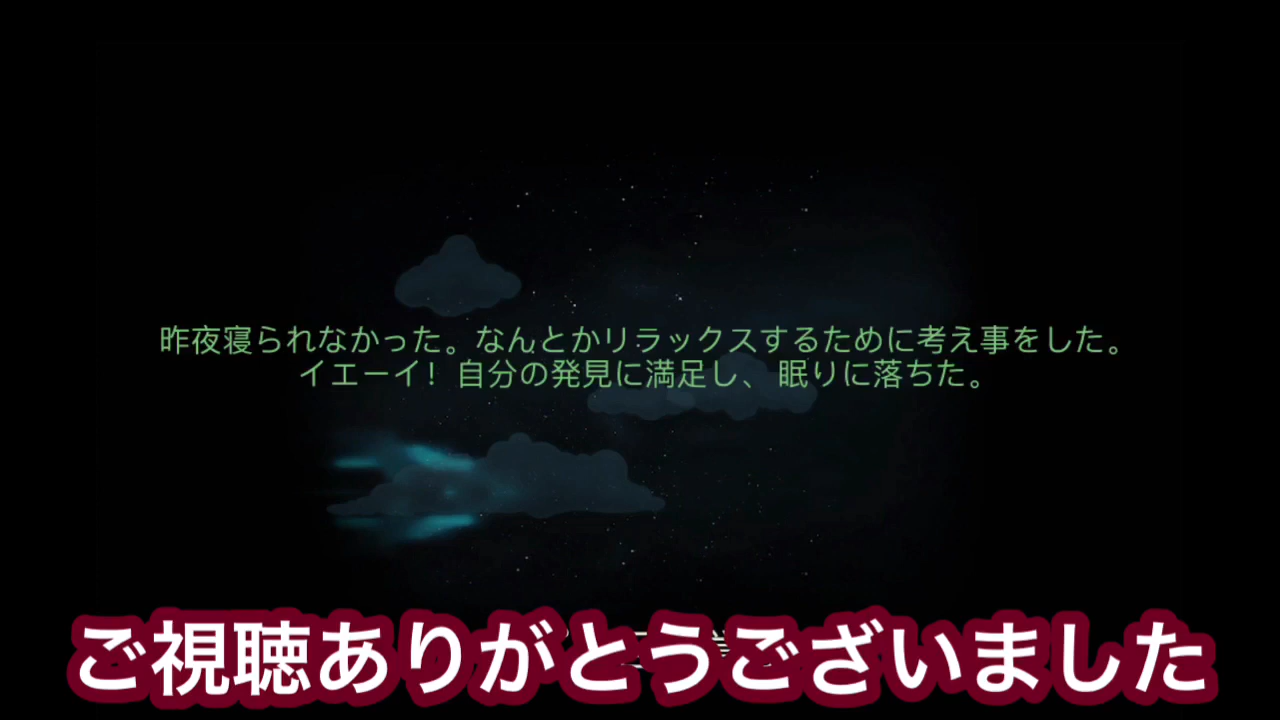 昨夜寝られなかった。なんとかリラックスするために考え事をした。
イエーイ！自分の発見に満足し、眠りに落ちた。
ご視聴ありがとうございました